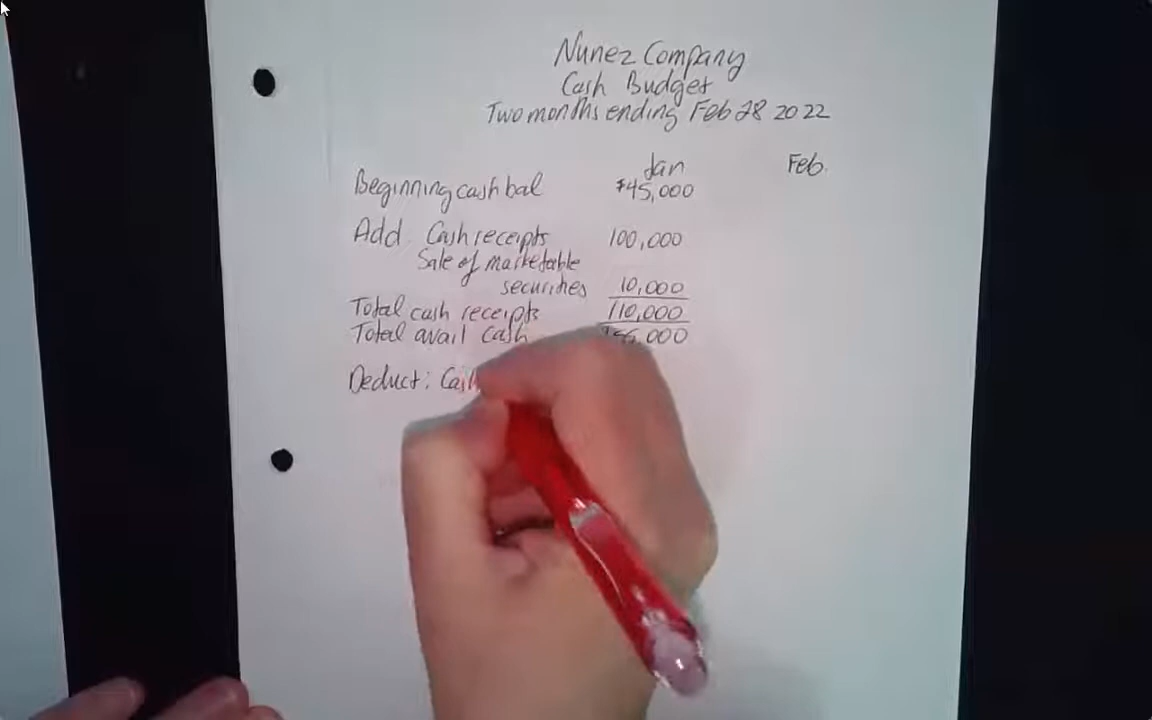 Nunez Company
Cash Budget
Two months ending Feb 28 2022
Jan Feb.
Beginning cash bal $45,000
Add Cash receipts 100,000
Sale of marketable
securities 10,000
Total cash receipts 110,000
Total avail cash
Deduct: Cash